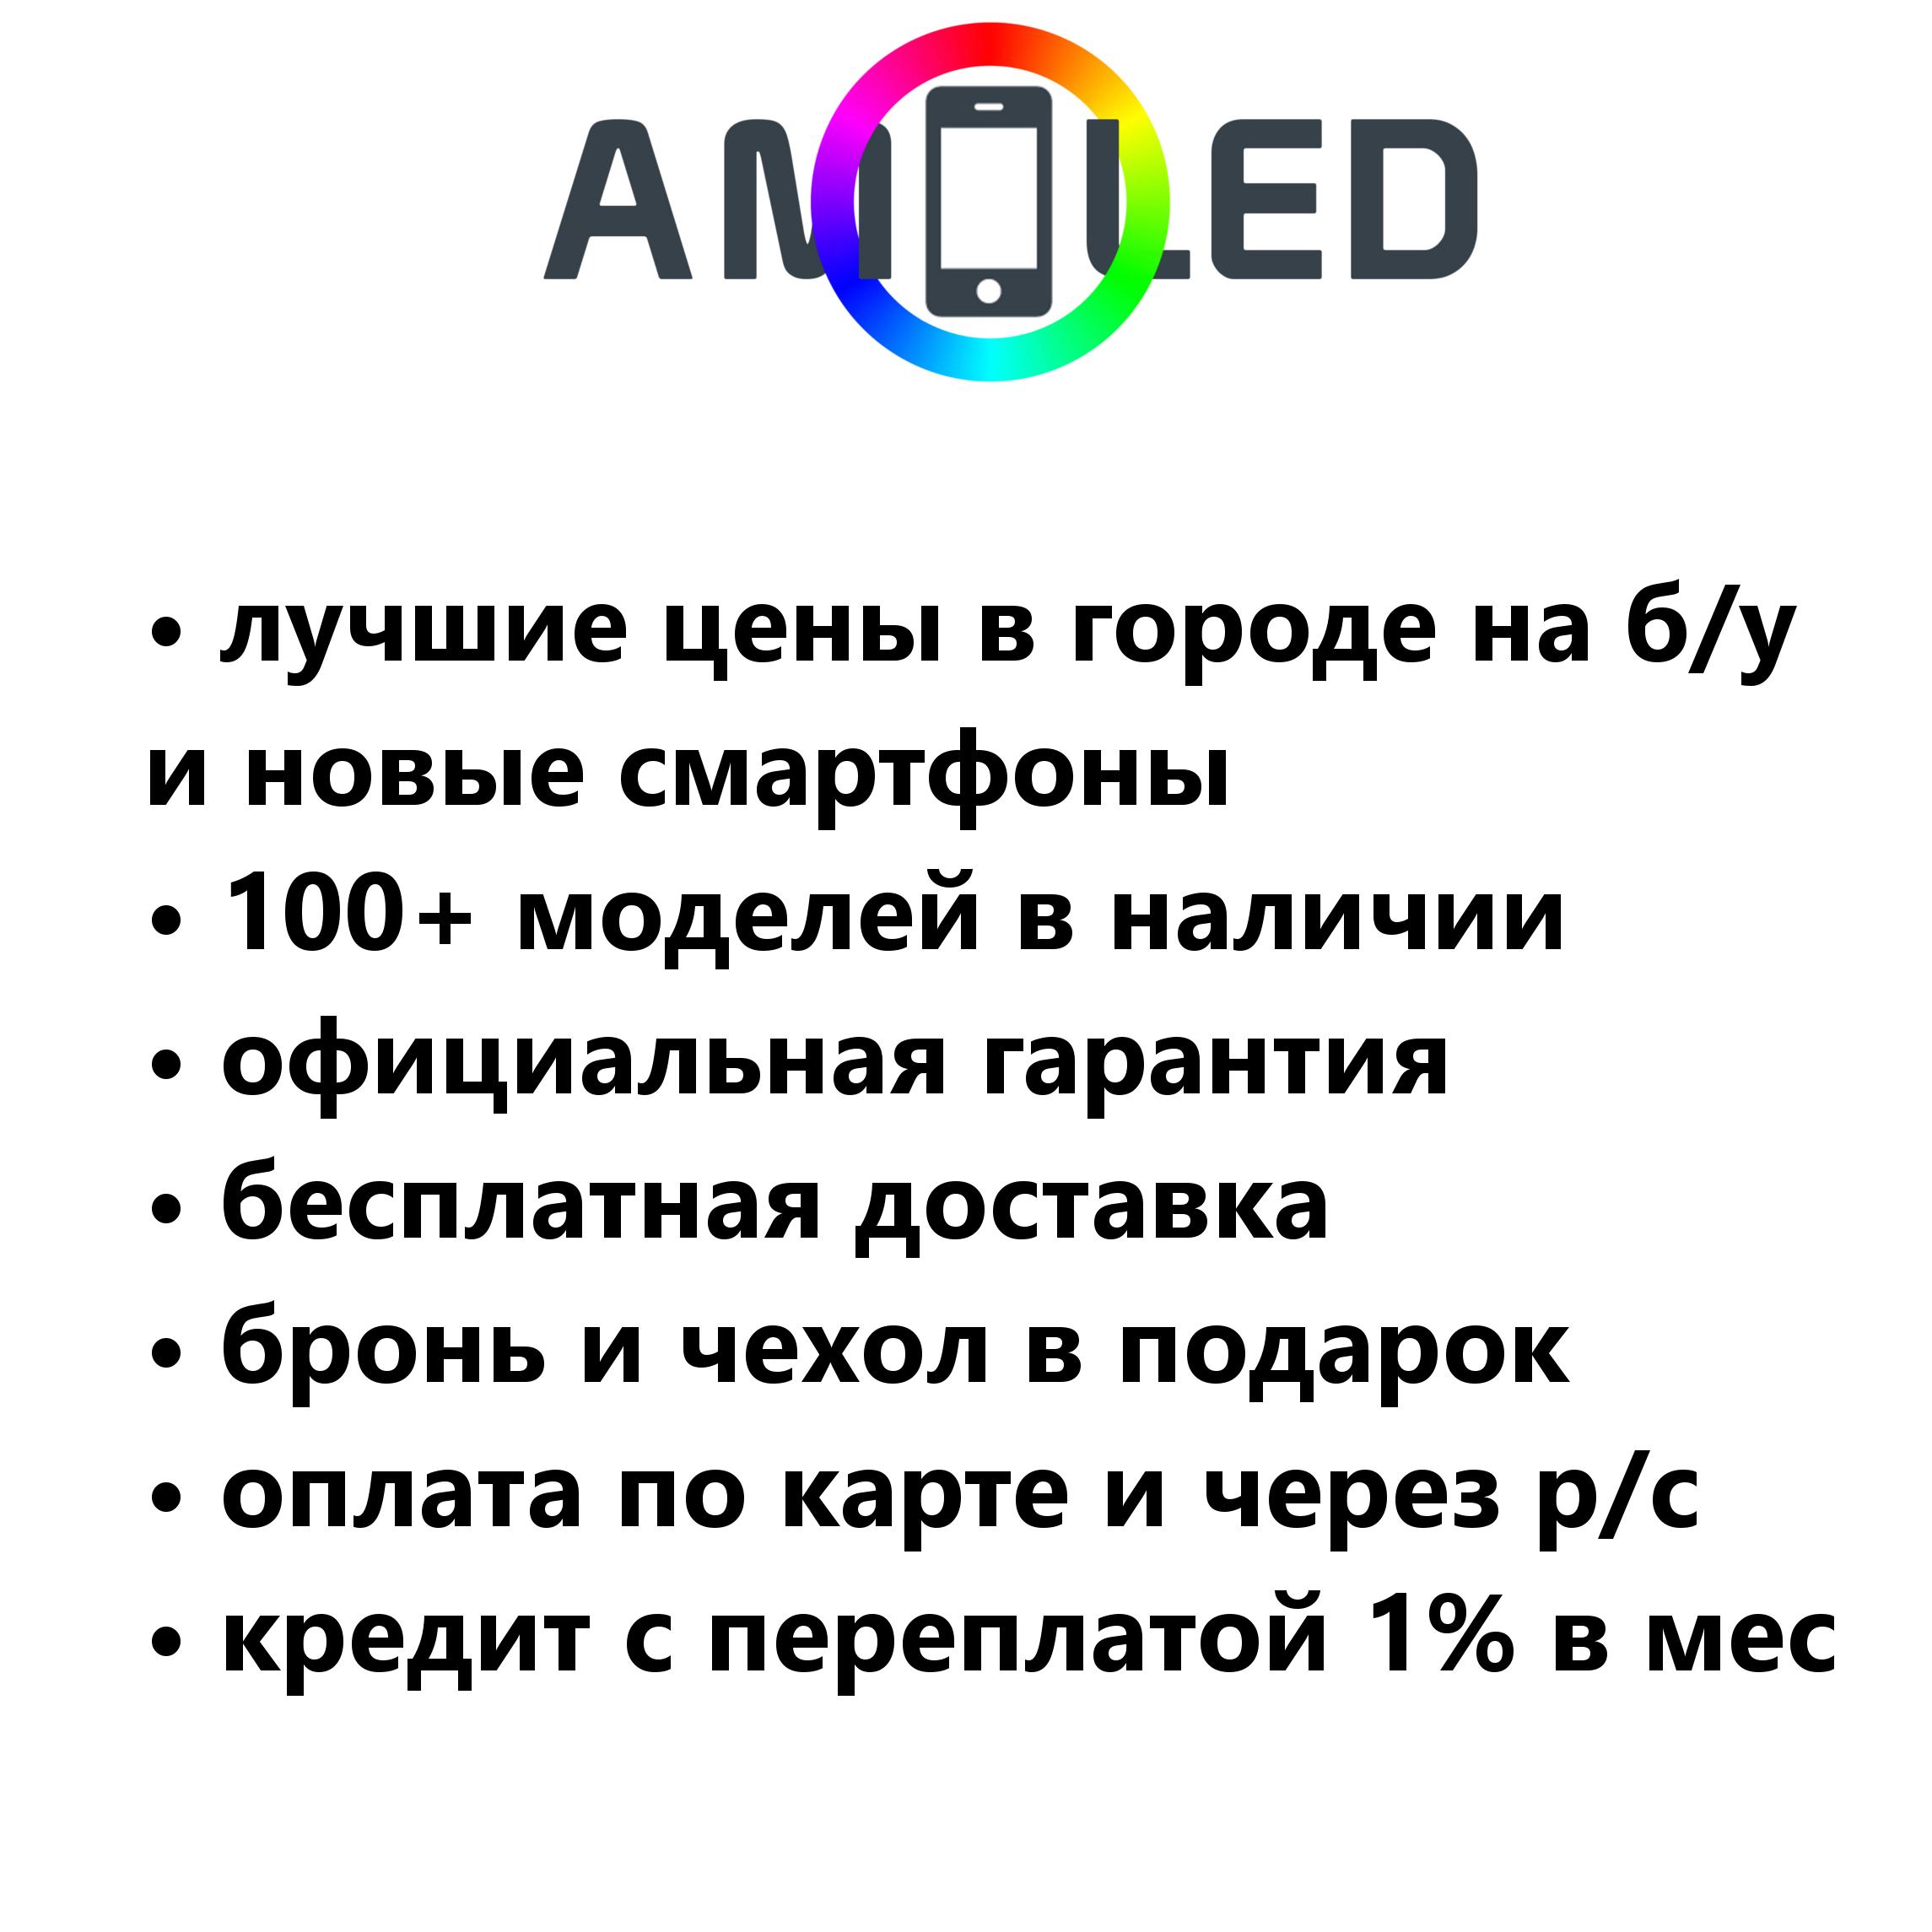 AMOLED
• лучшие цены в городе на б/у
и новые смартфоны
• 100+ моделей в наличии
• официальная гарантия
• бесплатная доставка
• бронь и чехол в подарок
• оплата по карте и через р/с
• кредит с переплатой 1% в мес